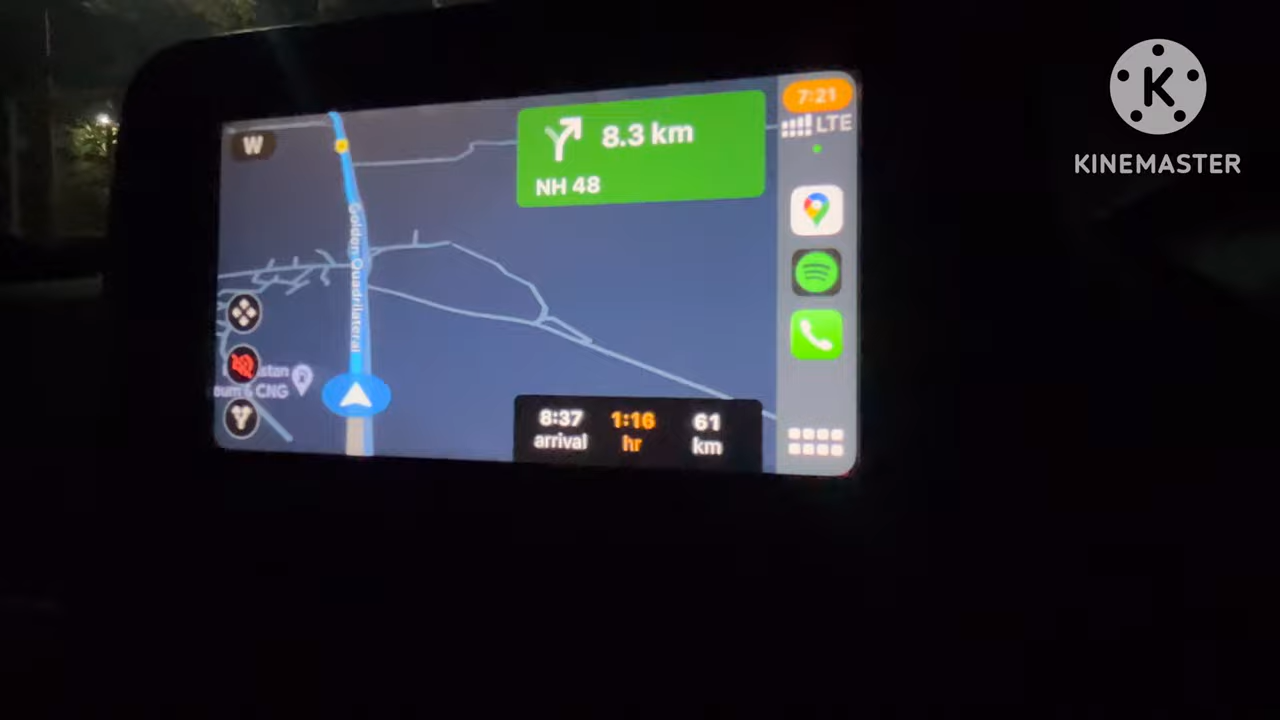 W
8.3 km
NH 48
7:21
LTE
Golden Quadrilateral
& CNG
8:37
arrival
1:16
hr
61
km
K
KINEMASTER